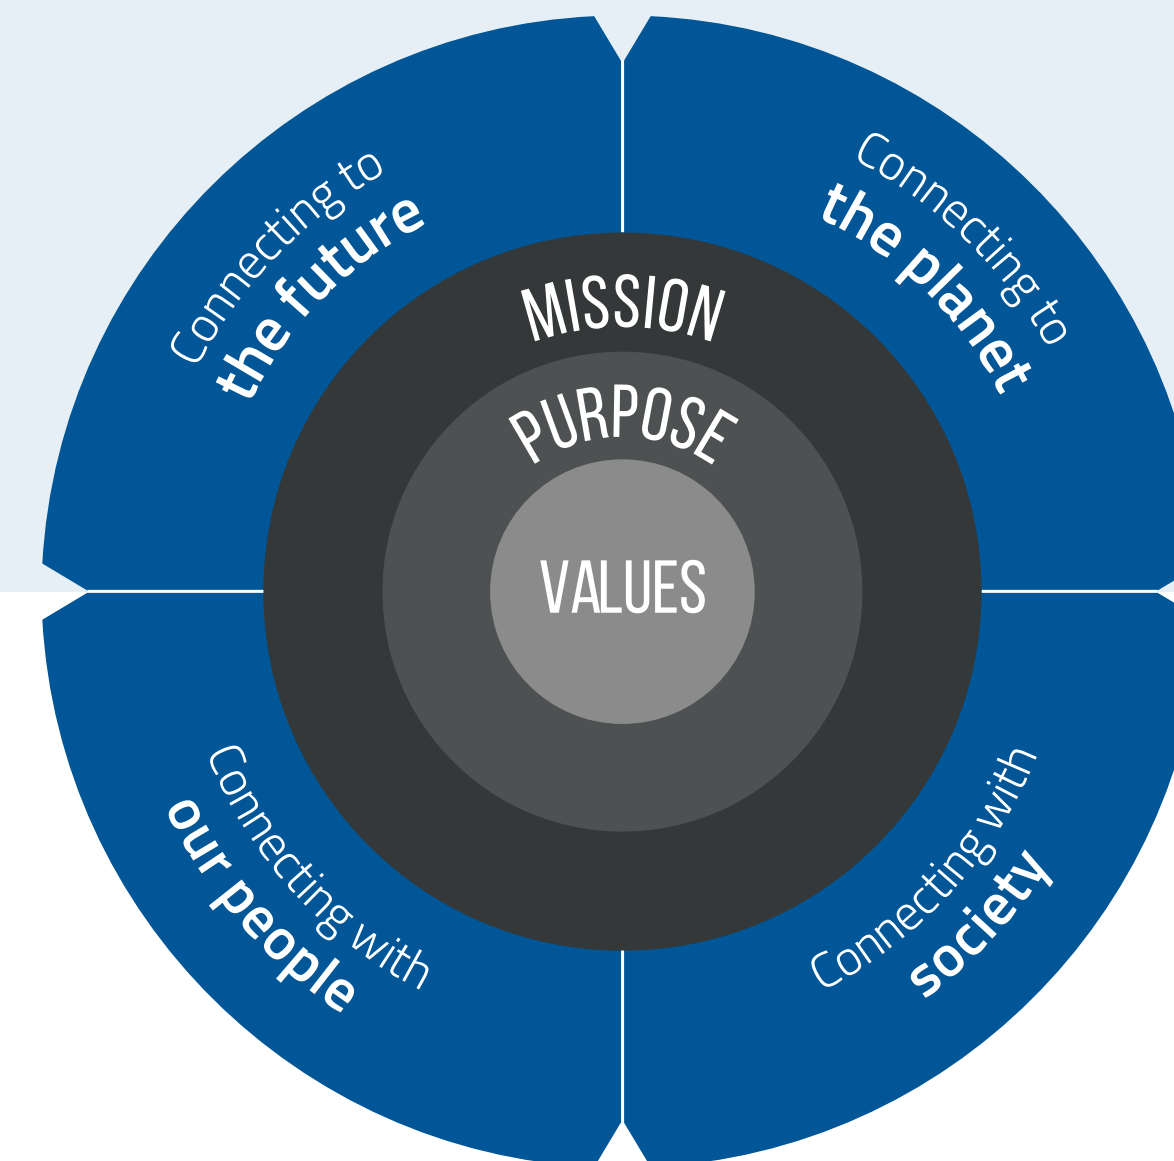 Connecting to
the future
Connecting to
the planet
MISSION
PURPOSE
VALUES
Connecting with
our people
Connecting with
society